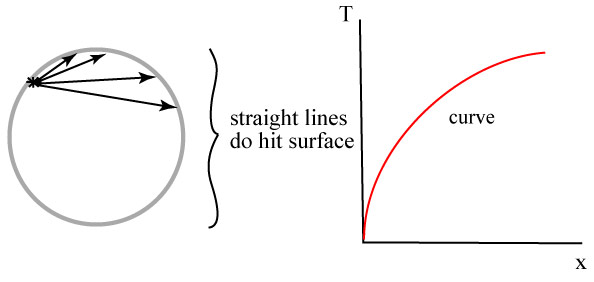 T
straight lines
do hit surface
curve
x